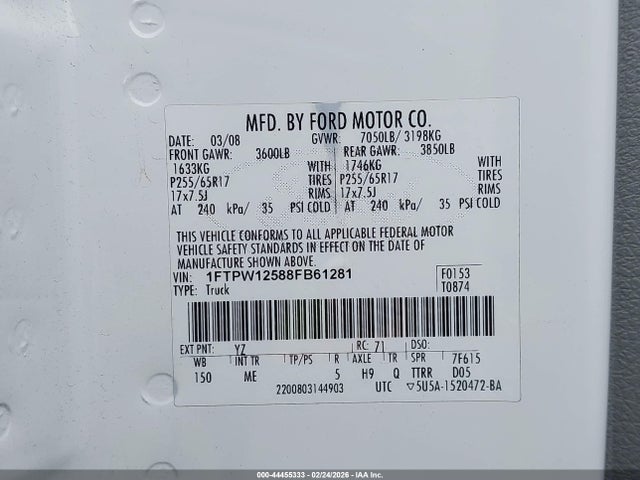 MFD. BY FORD MOTOR CO.
DATE: 03/08 GVWR: 7050LB/ 3198KG
FRONT GAWR: 3600LB REAR GAWR: 3850LB
1633KG WITH 1746KG WITH
P255/65R17 TIRES P255/65R17 TIRES
17x7.5J RIMS 17x7.5J RIMS
AT 240 kPa/ 35 PSI COLD AT 240 kPa/ 35 PSI COLD
THIS VEHICLE CONFORMS TO ALL APPLICABLE FEDERAL MOTOR
VEHICLE SAFETY STANDARDS IN EFFECT ON THE DATE OF
MANUFACTURE SHOWN ABOVE.
VIN: 1FTPW12588FB61281 F0153
TYPE: Truck T0874
EXT PNT: YZ RC: 71 DSO:
WB INT TR TP/PS R AXLE TR SPR 7F615
150 ME 5 H9 Q TTRR D05
2200803144903 UTC ▽5U5A-1520472-BA
000-44455333 - 02/24/2026 - IAA Inc.